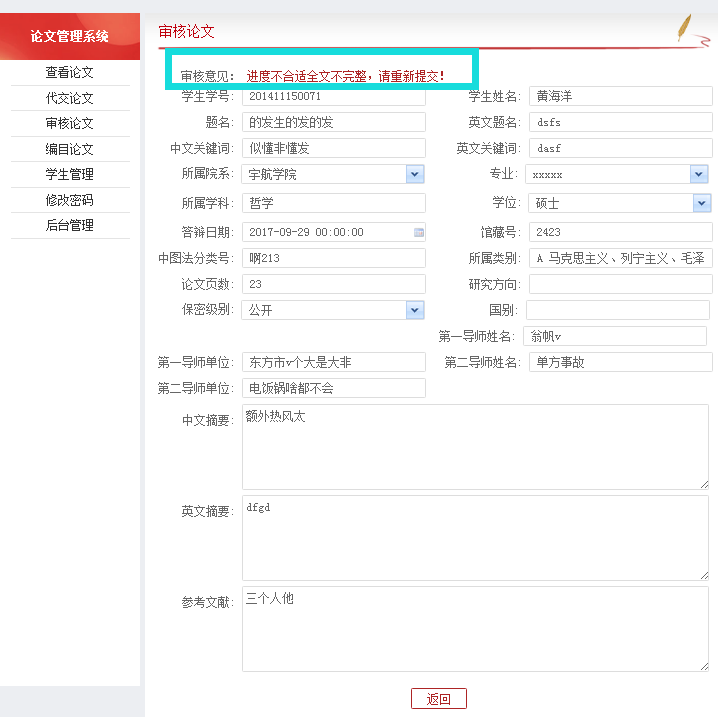 论文管理系统
查看论文
代交论文
审核论文
编目论文
学生管理
修改密码
后台管理
审核论文
审核意见： 进度不合适全文不完整，请重新提交！
学生学号: 201411150071 学生姓名: 黄海洋
题名: 的发生的发的发 英文题名: dsfs
中文关键词: 似懂非懂发 英文关键词: dasf
所属院系: 宇航学院 专业: xxxxx
所属学科: 哲学 学位: 硕士
答辩日期: 2017-09-29 00:00:00 馆藏号: 2423
中图法分类号: 啊213 所属类别: A 马克思主义、列宁主义、毛泽
论文页数: 23 研究方向:
保密级别: 公开 国别:
第一导师姓名: 翁帆v
第一导师单位: 东方市v个大是大非 第二导师姓名: 单方事故
第二导师单位: 电饭锅啥都不会
中文摘要: 额外热风太
英文摘要: dfgd
参考文献: 三个人他
返回